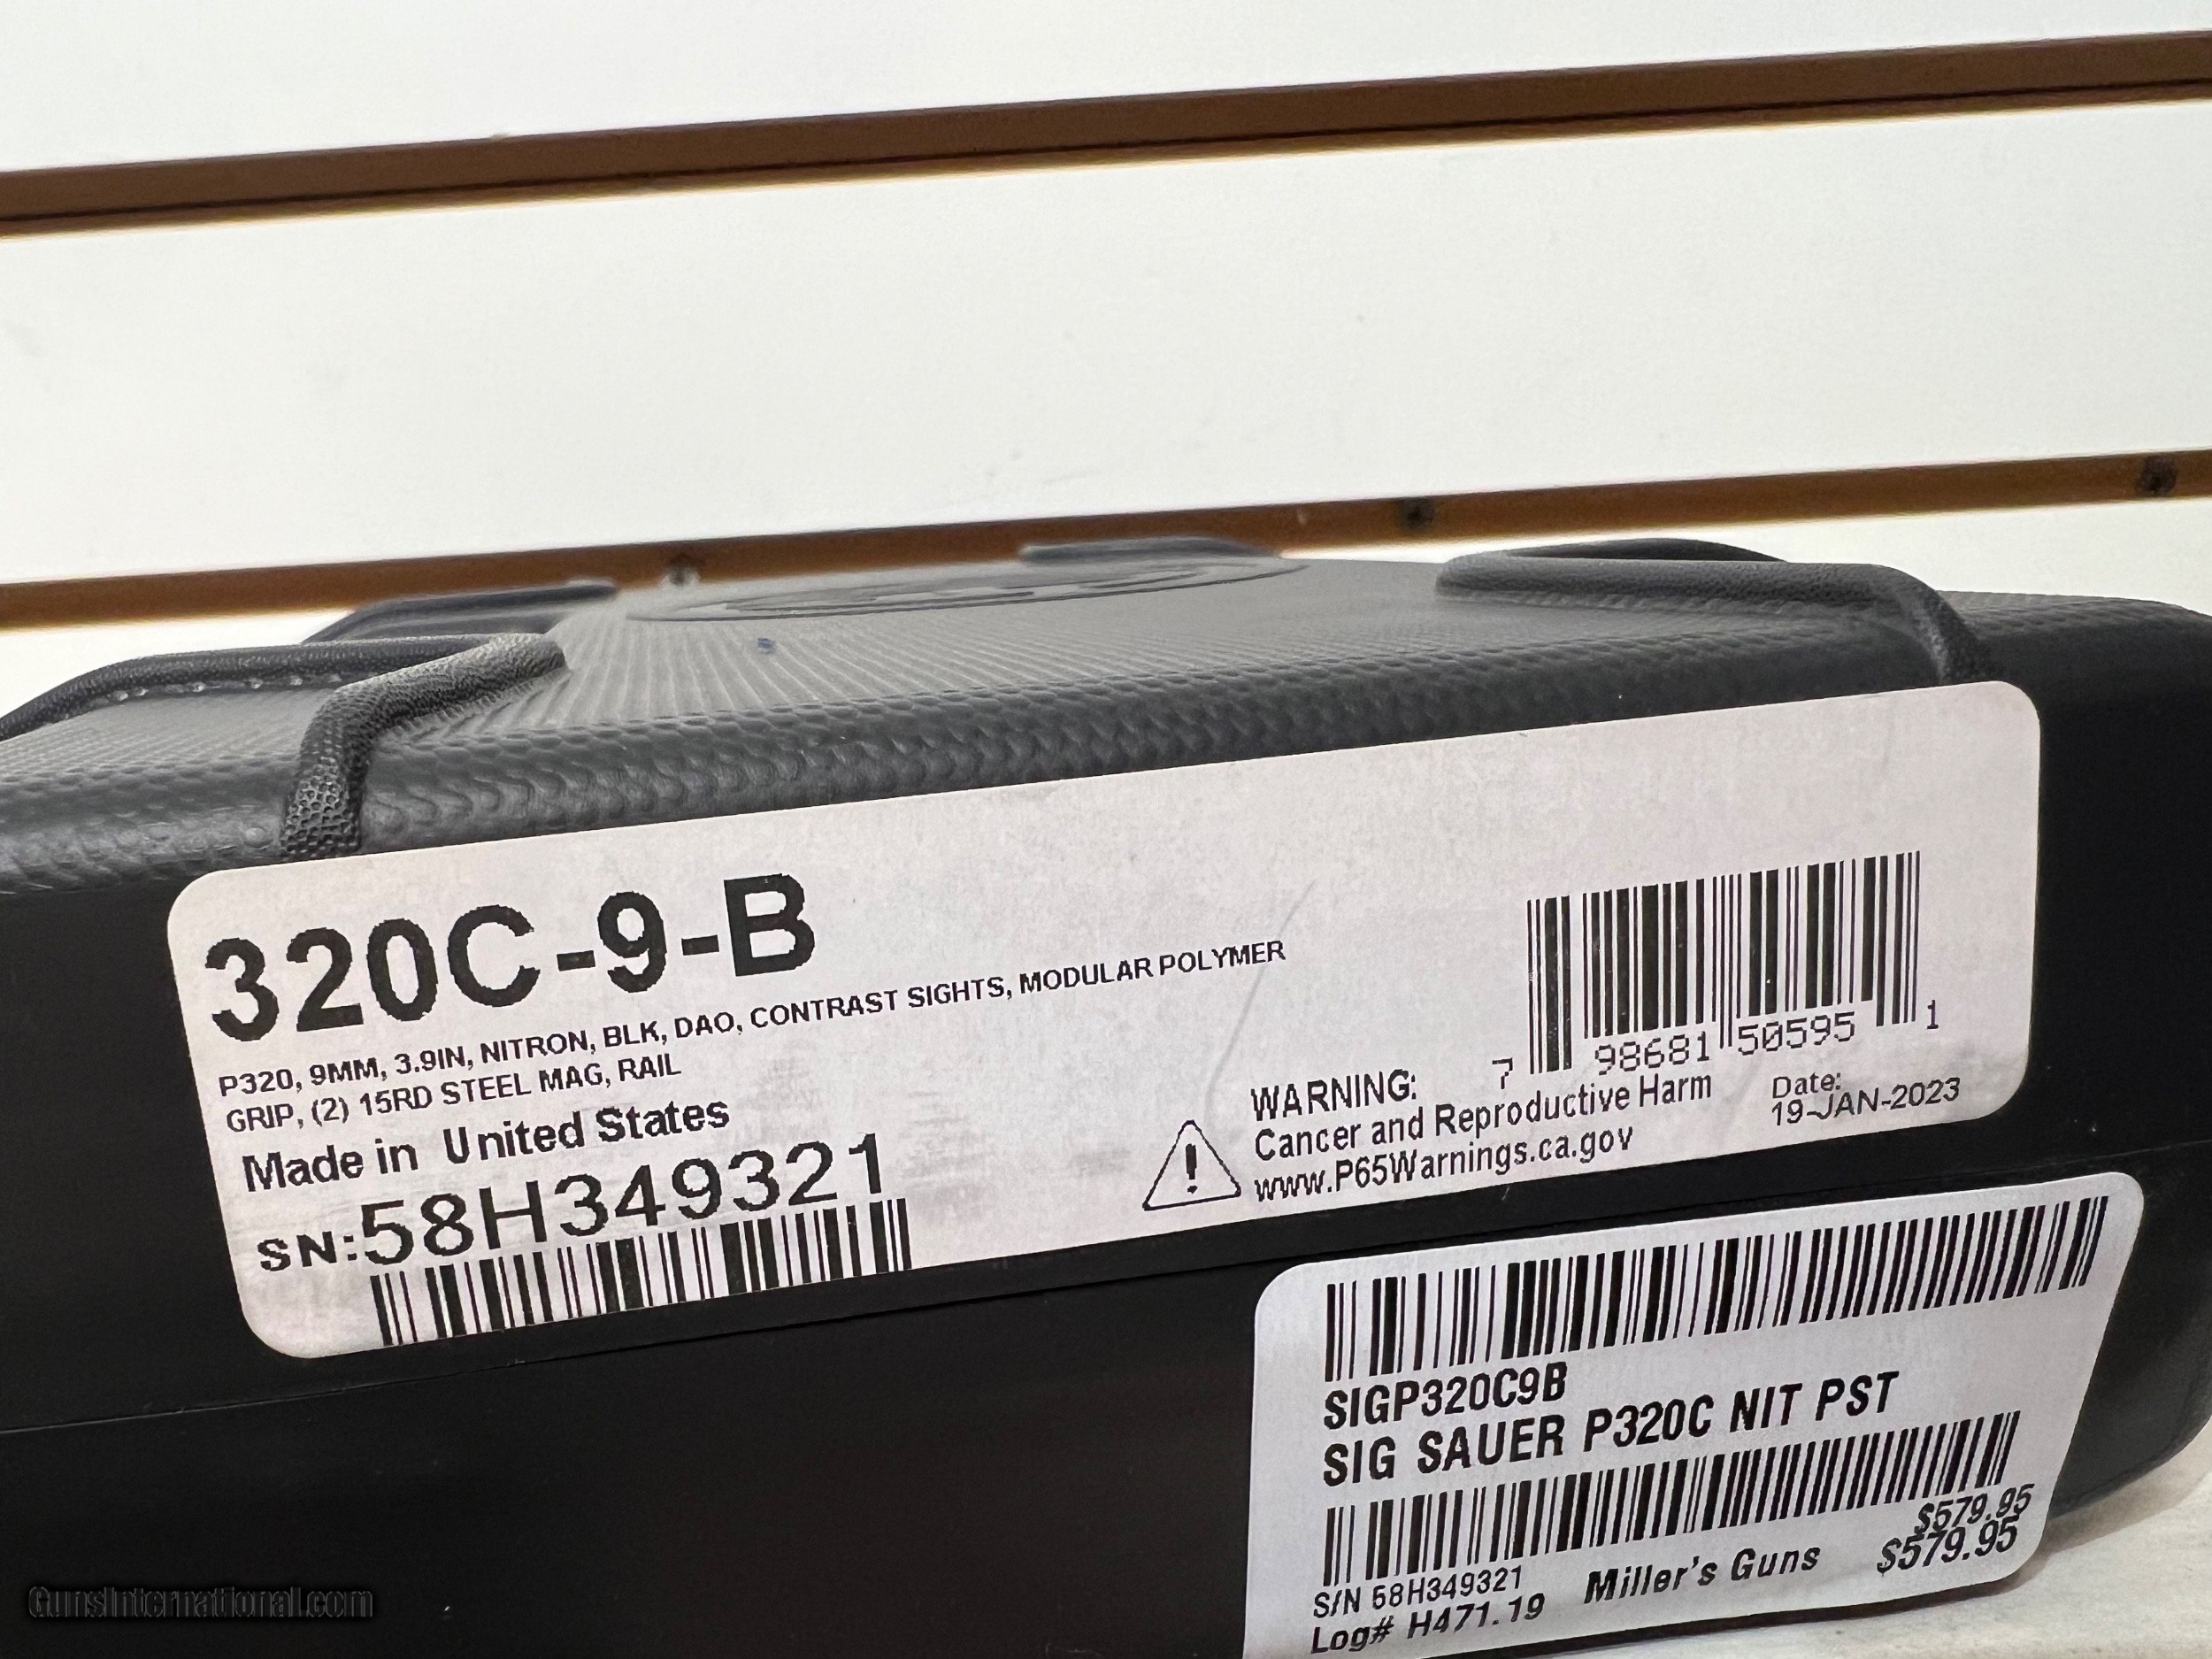 320C-9-B
P320, 9MM, 3.9IN, NITRON, BLK, DAO, CONTRAST SIGHTS, MODULAR POLYMER
GRIP, (2) 15RD STEEL MAG, RAIL
Made in United States
SN:58H349321
7 98681 50595 1
WARNING:
Cancer and Reproductive Harm
www.P65Warnings.ca.gov
Date:
19-JAN-2023
SIGP320C9B
SIG SAUER P320C NIT PST
$579.95
S/N 58H349321
Log# H471.19
Miller's Guns
$579.95
GunsInternational.com